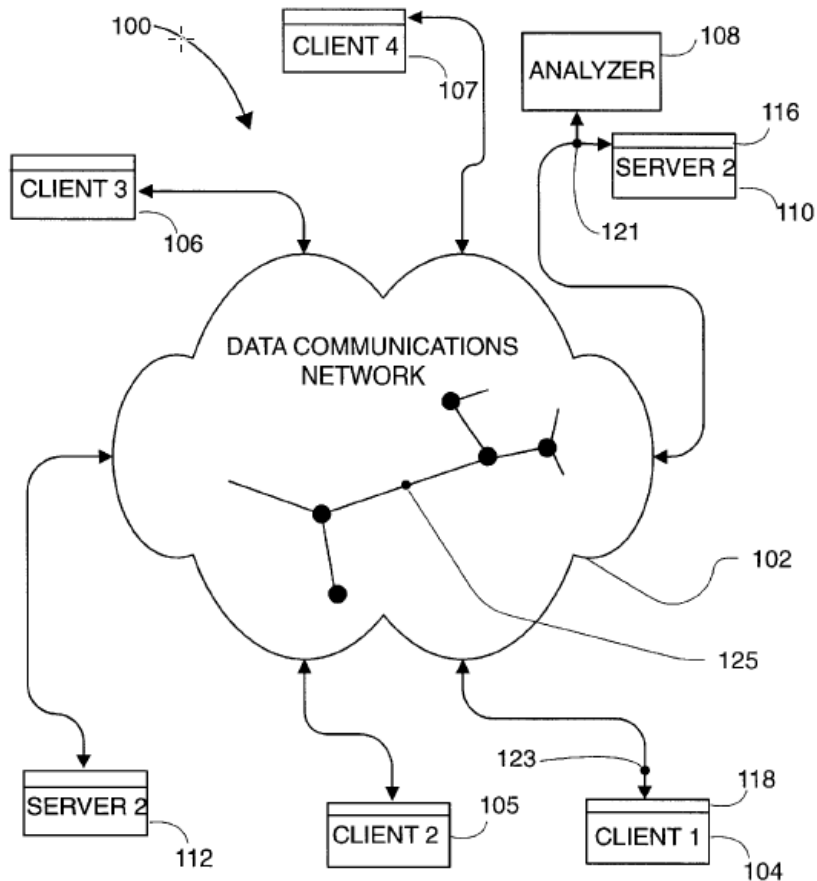 100
CLIENT 4
107
ANALYZER
108
116
SERVER 2
110
CLIENT 3
106
121
DATA COMMUNICATIONS
NETWORK
102
125
123
118
SERVER 2
112
CLIENT 2
105
CLIENT 1
104